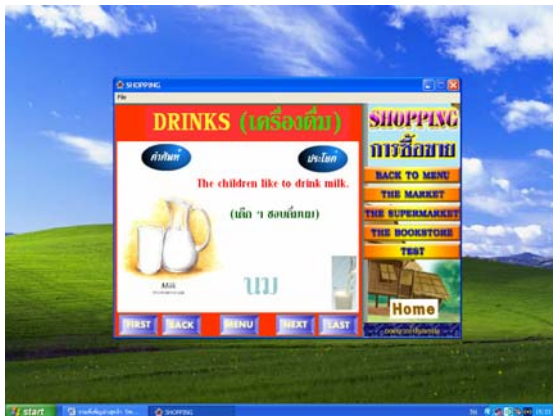 SHOPPING
File
DRINKS (เครื่องดื่ม)
คำศัพท์
ประโยค
The children like to drink milk.
(เด็ก ๆ ชอบดื่มนม)
Milk
นม
FIRST
BACK
MENU
NEXT
LAST
SHOPPING
การซื้อขาย
BACK TO MENU
THE MARKET
THE SUPERMARKET
THE BOOKSTORE
TEST
Home
start
SHOPPING